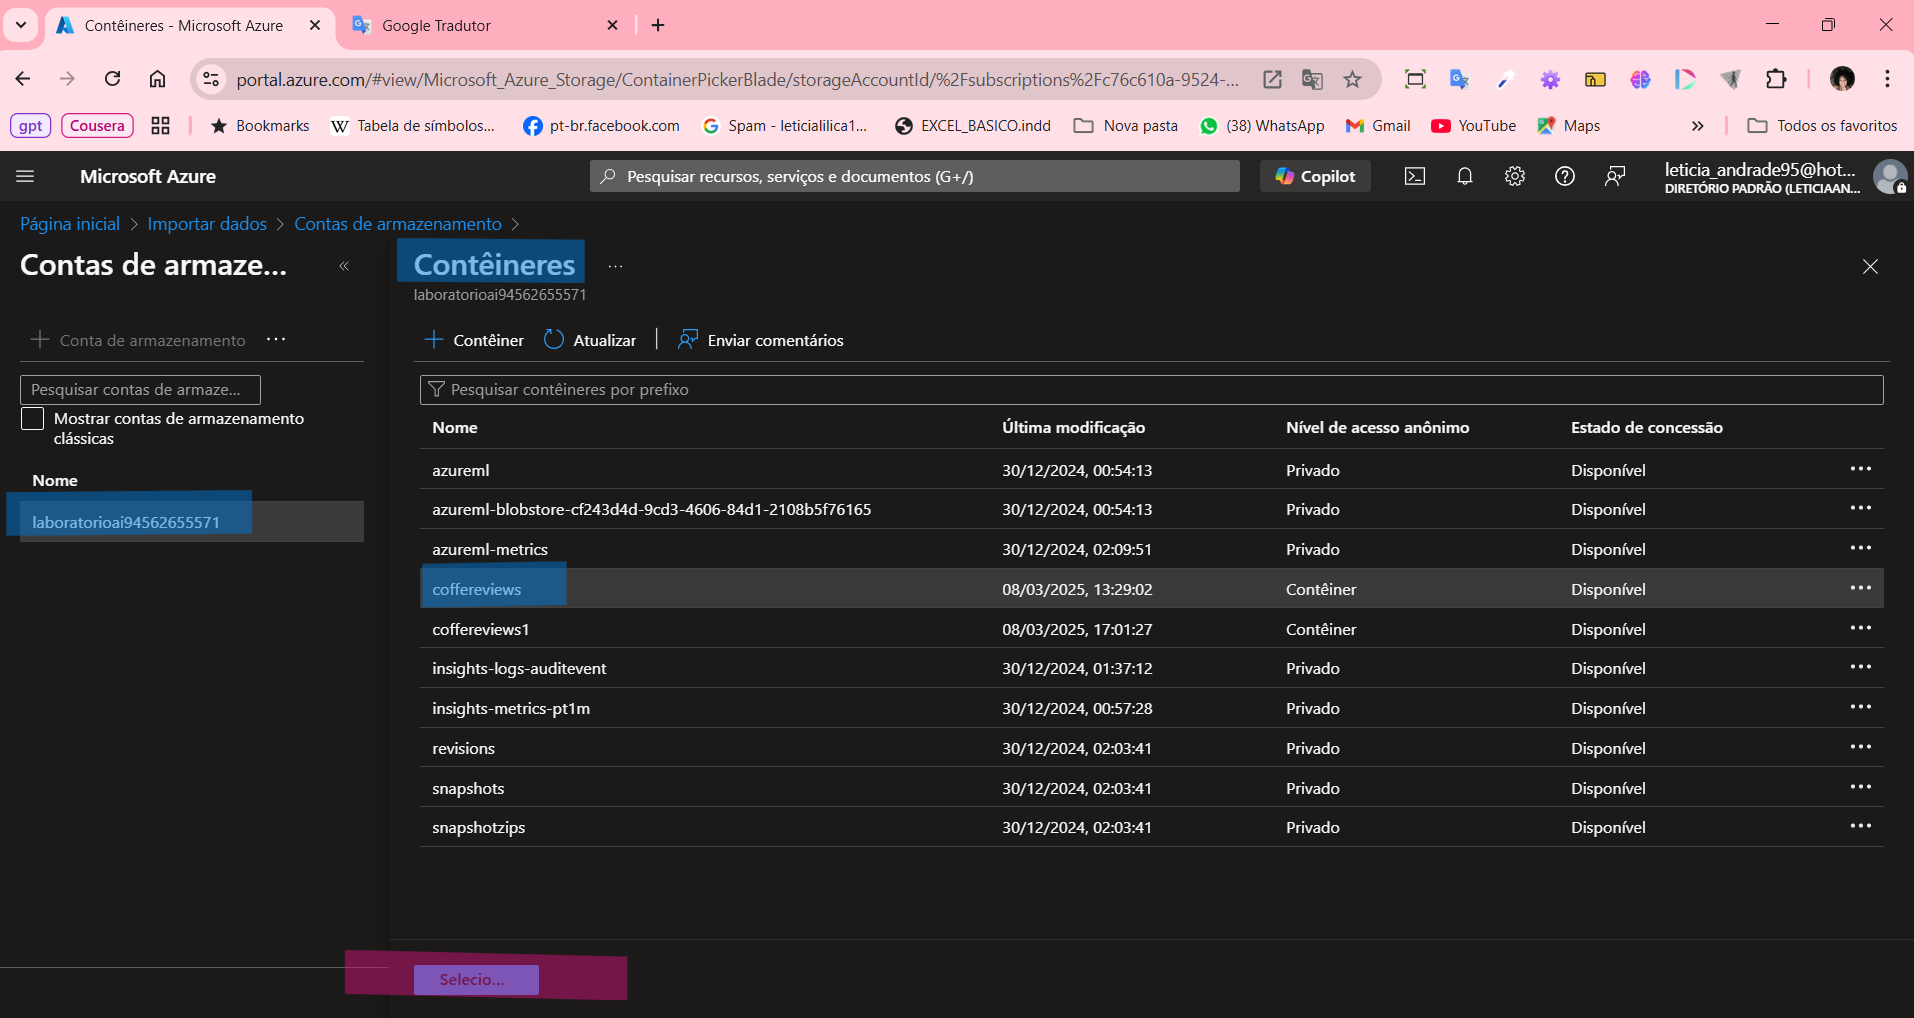 Contêineres - Microsoft Azure
Google Tradutor
portal.azure.com/#view/Microsoft_Azure_Storage/ContainerPickerBlade/storageAccountId/%2Fsubscriptions%2Fc76c610a-9524-...
gpt
Cousera
Bookmarks
Tabela de símbolos...
pt-br.facebook.com
Spam - leticialilica1...
EXCEL_BASICO.indd
Nova pasta
(38) WhatsApp
Gmail
YouTube
Maps
Todos os favoritos
Microsoft Azure
Pesquisar recursos, serviços e documentos (G+/)
Copilot
leticia_andrade95@hot...
DIRETÓRIO PADRÃO (LETICIAAN...
Página inicial > Importar dados > Contas de armazenamento >
Contas de armaze...
Conta de armazenamento ...
Pesquisar contas de armaze...
Mostrar contas de armazenamento
clássicas
Nome
laboratorioai94562655571
Contêineres ...
laboratorioai94562655571
Contêiner Atualizar Enviar comentários
Pesquisar contêineres por prefixo
Nome Última modificação Nível de acesso anônimo Estado de concessão
azureml 30/12/2024, 00:54:13 Privado Disponível ...
azureml-blobstore-cf243d4d-9cd3-4606-84d1-2108b5f76165 30/12/2024, 00:54:13 Privado Disponível ...
azureml-metrics 30/12/2024, 02:09:51 Privado Disponível ...
coffereviews 08/03/2025, 13:29:02 Contêiner Disponível ...
coffereviews1 08/03/2025, 17:01:27 Contêiner Disponível ...
insights-logs-auditevent 30/12/2024, 01:37:12 Privado Disponível ...
insights-metrics-pt1m 30/12/2024, 00:57:28 Privado Disponível ...
revisions 30/12/2024, 02:03:41 Privado Disponível ...
snapshots 30/12/2024, 02:03:41 Privado Disponível ...
snapshotzips 30/12/2024, 02:03:41 Privado Disponível ...
Selecio...